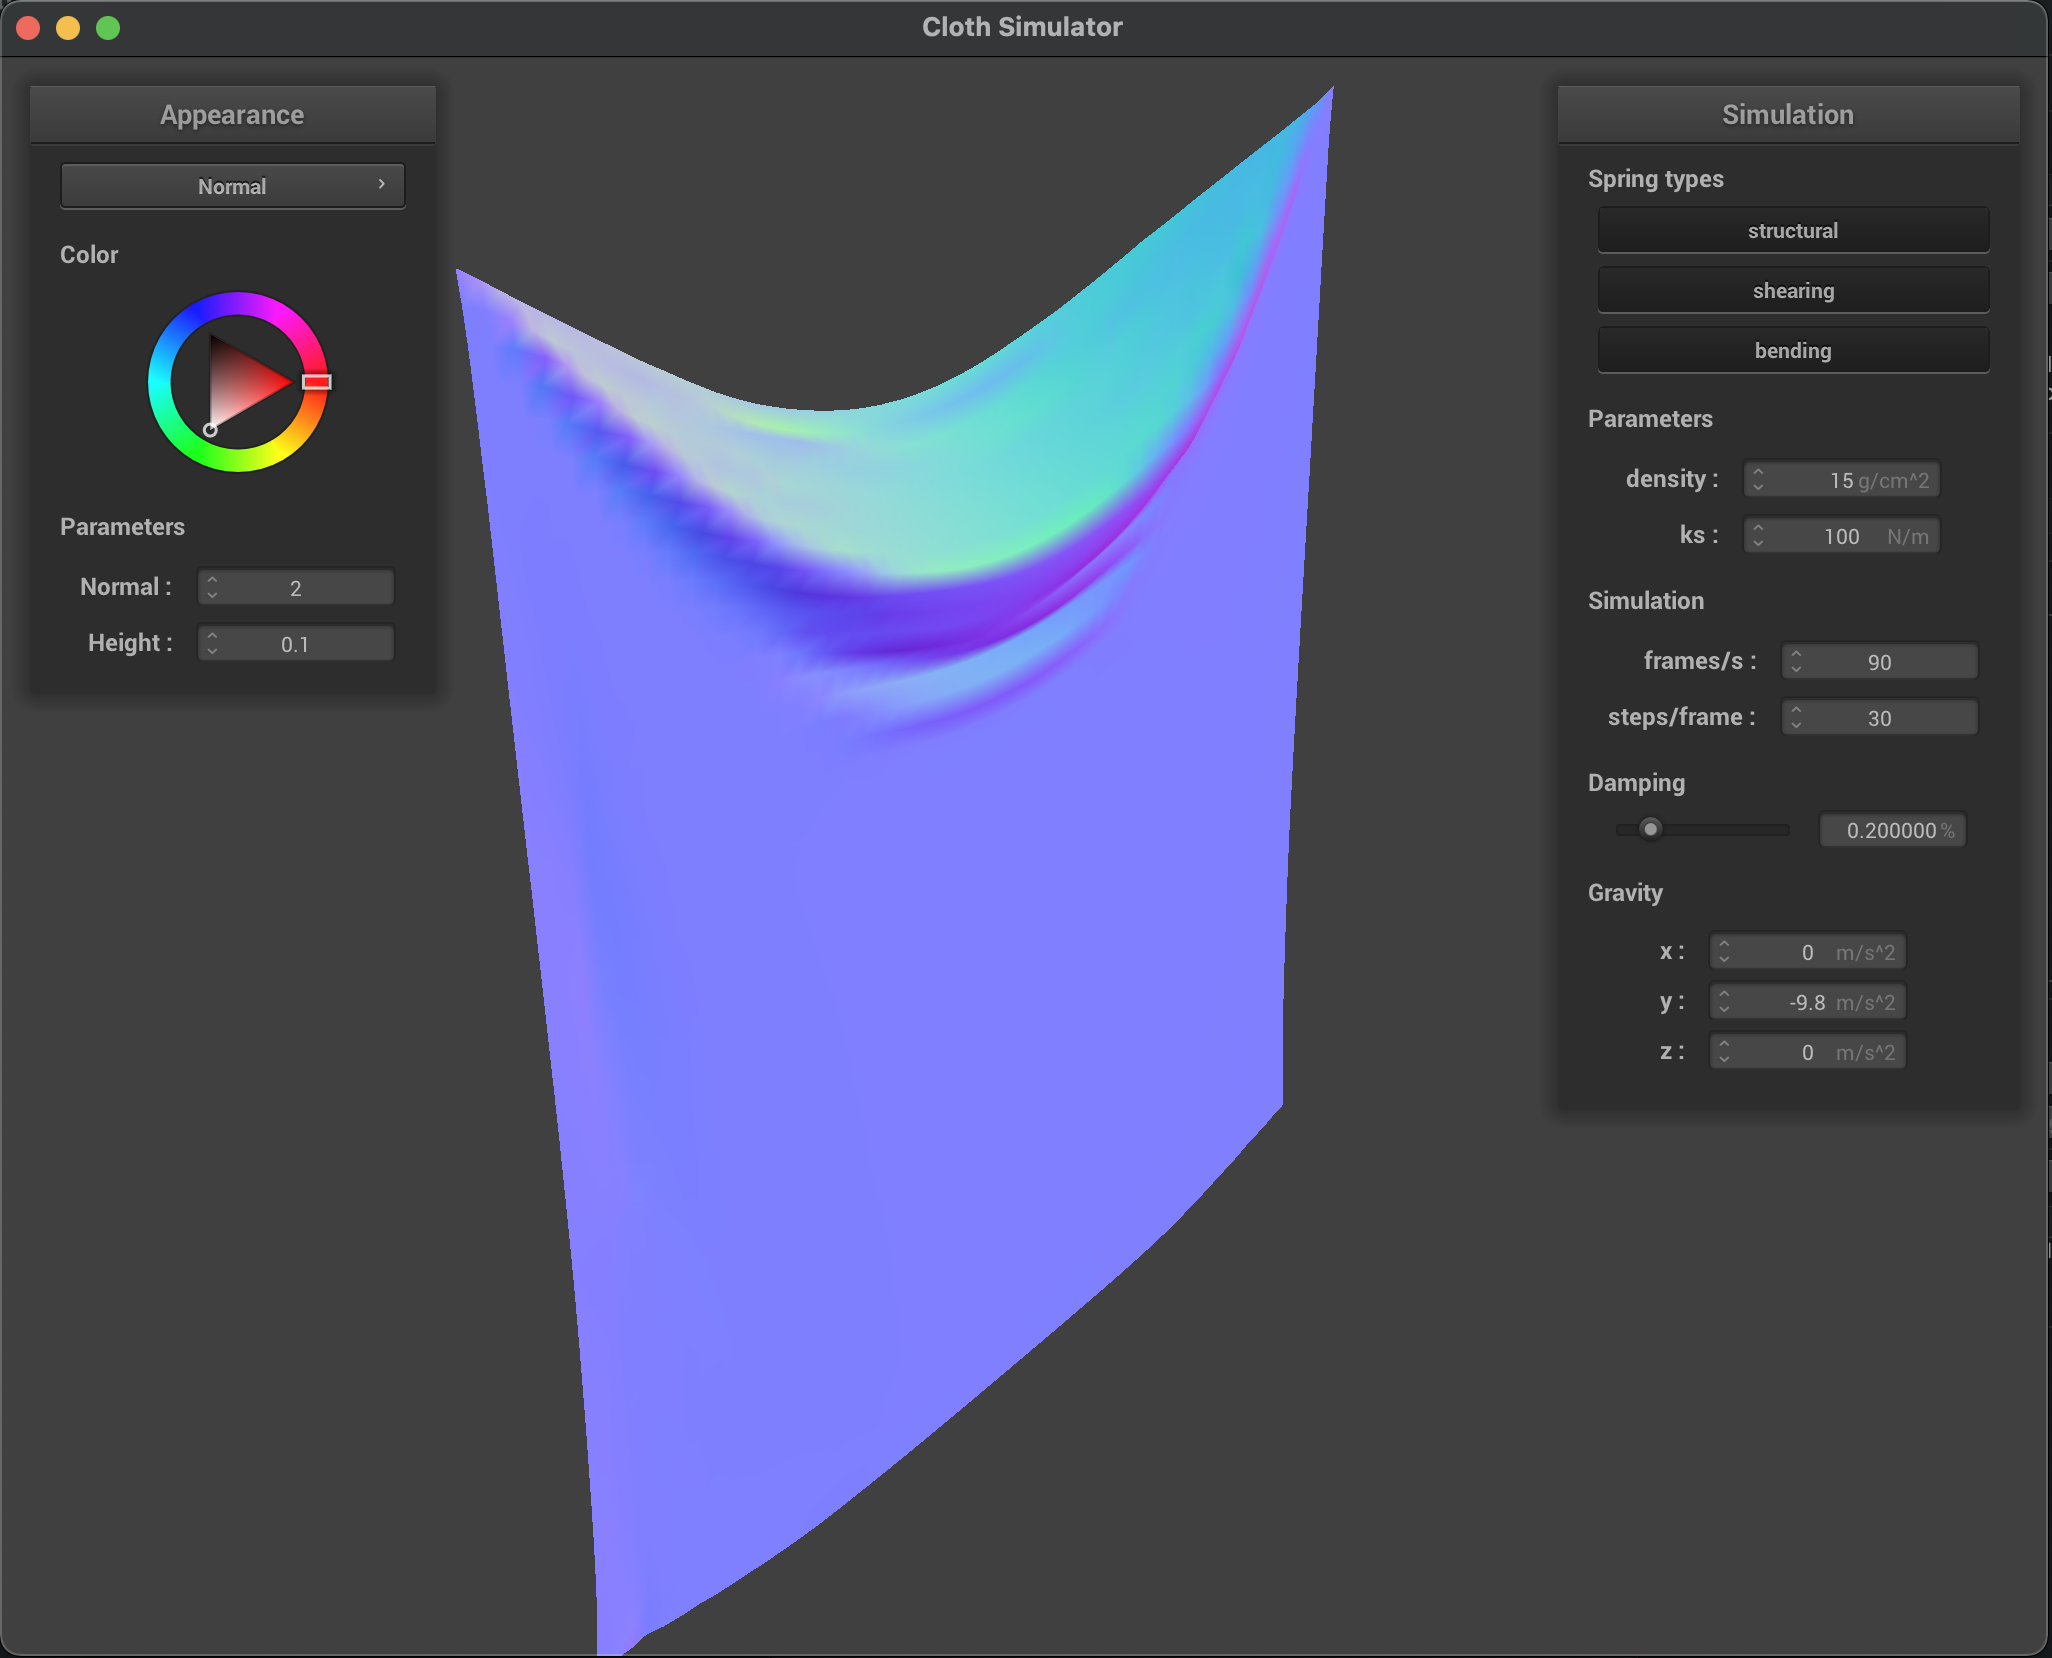 Cloth Simulator
Appearance
Normal
Color
Parameters
Normal : 2
Height : 0.1
Simulation
Spring types
structural
shearing
bending
Parameters
density : 15 g/cm^2
ks : 100 N/m
Simulation
frames/s : 90
steps/frame : 30
Damping
0.200000 %
Gravity
x : 0 m/s^2
y : -9.8 m/s^2
z : 0 m/s^2